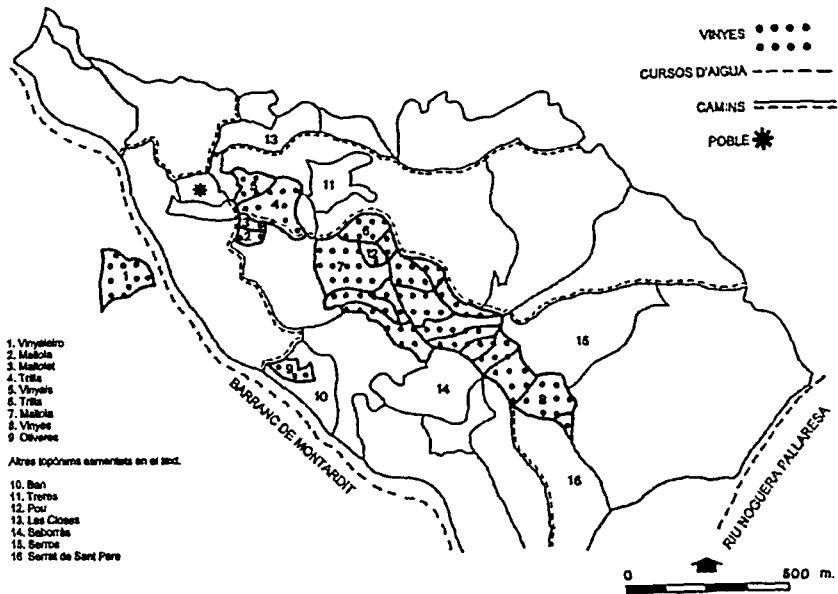 VINYES
CURSOS D'AIGUA
CAMINS
POBLE
13
11
5
4
3
2
6
12
7
1
15
9
10
14
8
16
1. Vinyaleiro
2. Mallola
3. Mallolet
4. Trilla
5. Vinyals
6. Trilla
7. Mallola
8. Vinyes
9 Oliveres
Altres topònims esmentats en el text.
10. Ban
11. Treros
12. Pou
13. Les Closes
14. Saborràs
15. Serros
16 Serrat de Sant Pere
BARRANC DE MONTARDIT
RIU NOGUERA PALLARESA
0 500 m.